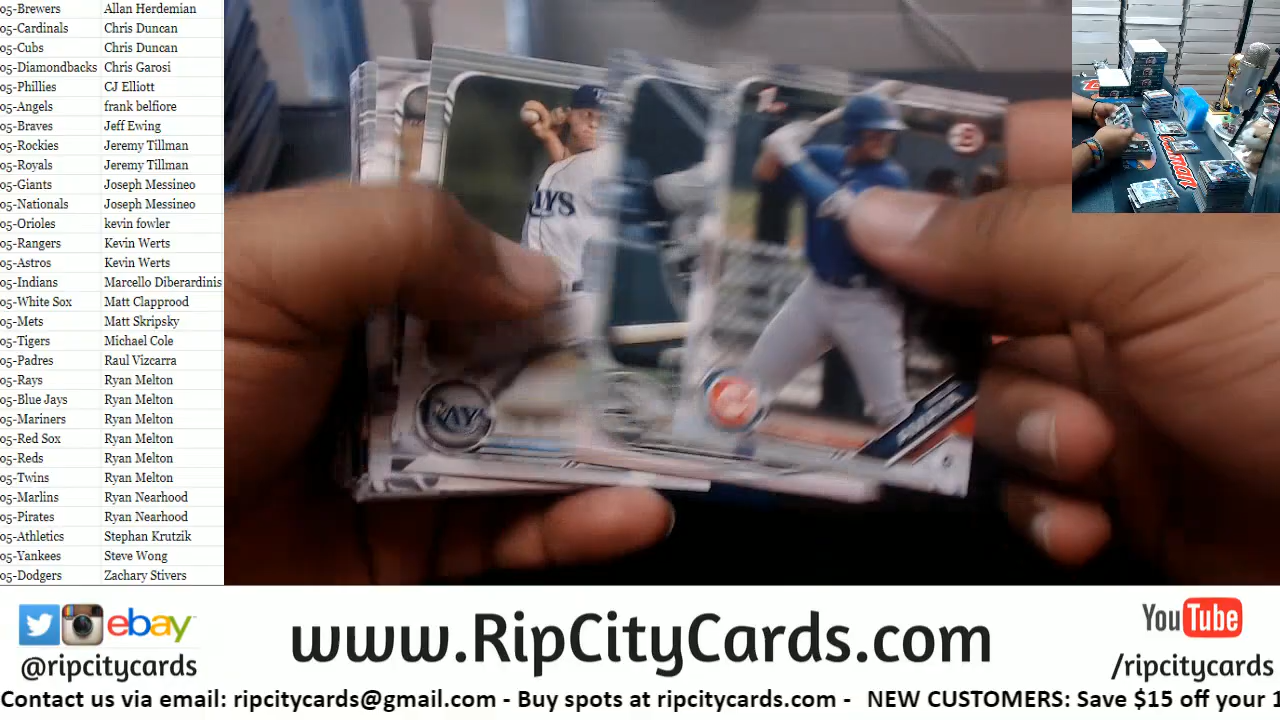 05-Brewers Allan Herdemian
05-Cardinals Chris Duncan
05-Cubs Chris Duncan
05-Diamondbacks Chris Garosi
05-Phillies CJ Elliott
05-Angels frank belfiore
05-Braves Jeff Ewing
05-Rockies Jeremy Tillman
05-Royals Jeremy Tillman
05-Giants Joseph Messineo
05-Nationals Joseph Messineo
05-Orioles kevin fowler
05-Rangers Kevin Werts
05-Astros Kevin Werts
05-Indians Marcello Diberardinis
05-White Sox Matt Clapprood
05-Mets Matt Skripsky
05-Tigers Michael Cole
05-Padres Raul Vizcarra
05-Rays Ryan Melton
05-Blue Jays Ryan Melton
05-Mariners Ryan Melton
05-Red Sox Ryan Melton
05-Reds Ryan Melton
05-Twins Ryan Melton
05-Marlins Ryan Nearhood
05-Pirates Ryan Nearhood
05-Athletics Stephan Krutzik
05-Yankees Steve Wong
05-Dodgers Zachary Stivers
RAYS
ebay
@ripcitycards
www.RipCityCards.com
YouTube
/ripcitycards
Contact us via email: ripcitycards@gmail.com - Buy spots at ripcitycards.com - NEW CUSTOMERS: Save $15 off your 1